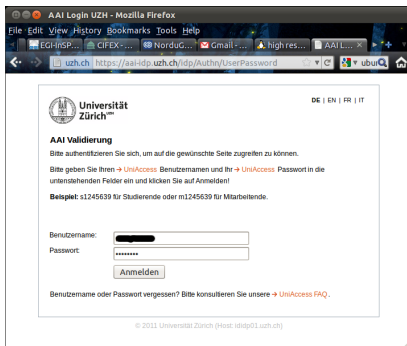 AAI Login UZH - Mozilla Firefox
File Edit View History Bookmarks Tools Help
EGI-InSP... CIFEX-... NorduG... Gmail -... high res... AAI L...
uzh.ch https://aai-idp.uzh.ch/idp/Authn/UserPassword
DE | EN | FR | IT
Universität
Zürich UZH
AAI Validierung
Bitte authentifizieren Sie sich, um auf die gewünschte Seite zugreifen zu können.
Bitte geben Sie Ihren → UniAccess Benutzernamen und Ihr → UniAccess Passwort in die
untenstehenden Felder ein und klicken Sie auf Anmelden!
Beispiel: s1245639 für Studierende oder m1245639 für Mitarbeitende.
Benutzername:
Passwort: ••••••••
Anmelden
Benutzername oder Passwort vergessen? Bitte konsultieren Sie unsere → UniAccess FAQ.
© 2011 Universität Zürich (Host: ididp01.uzh.ch)